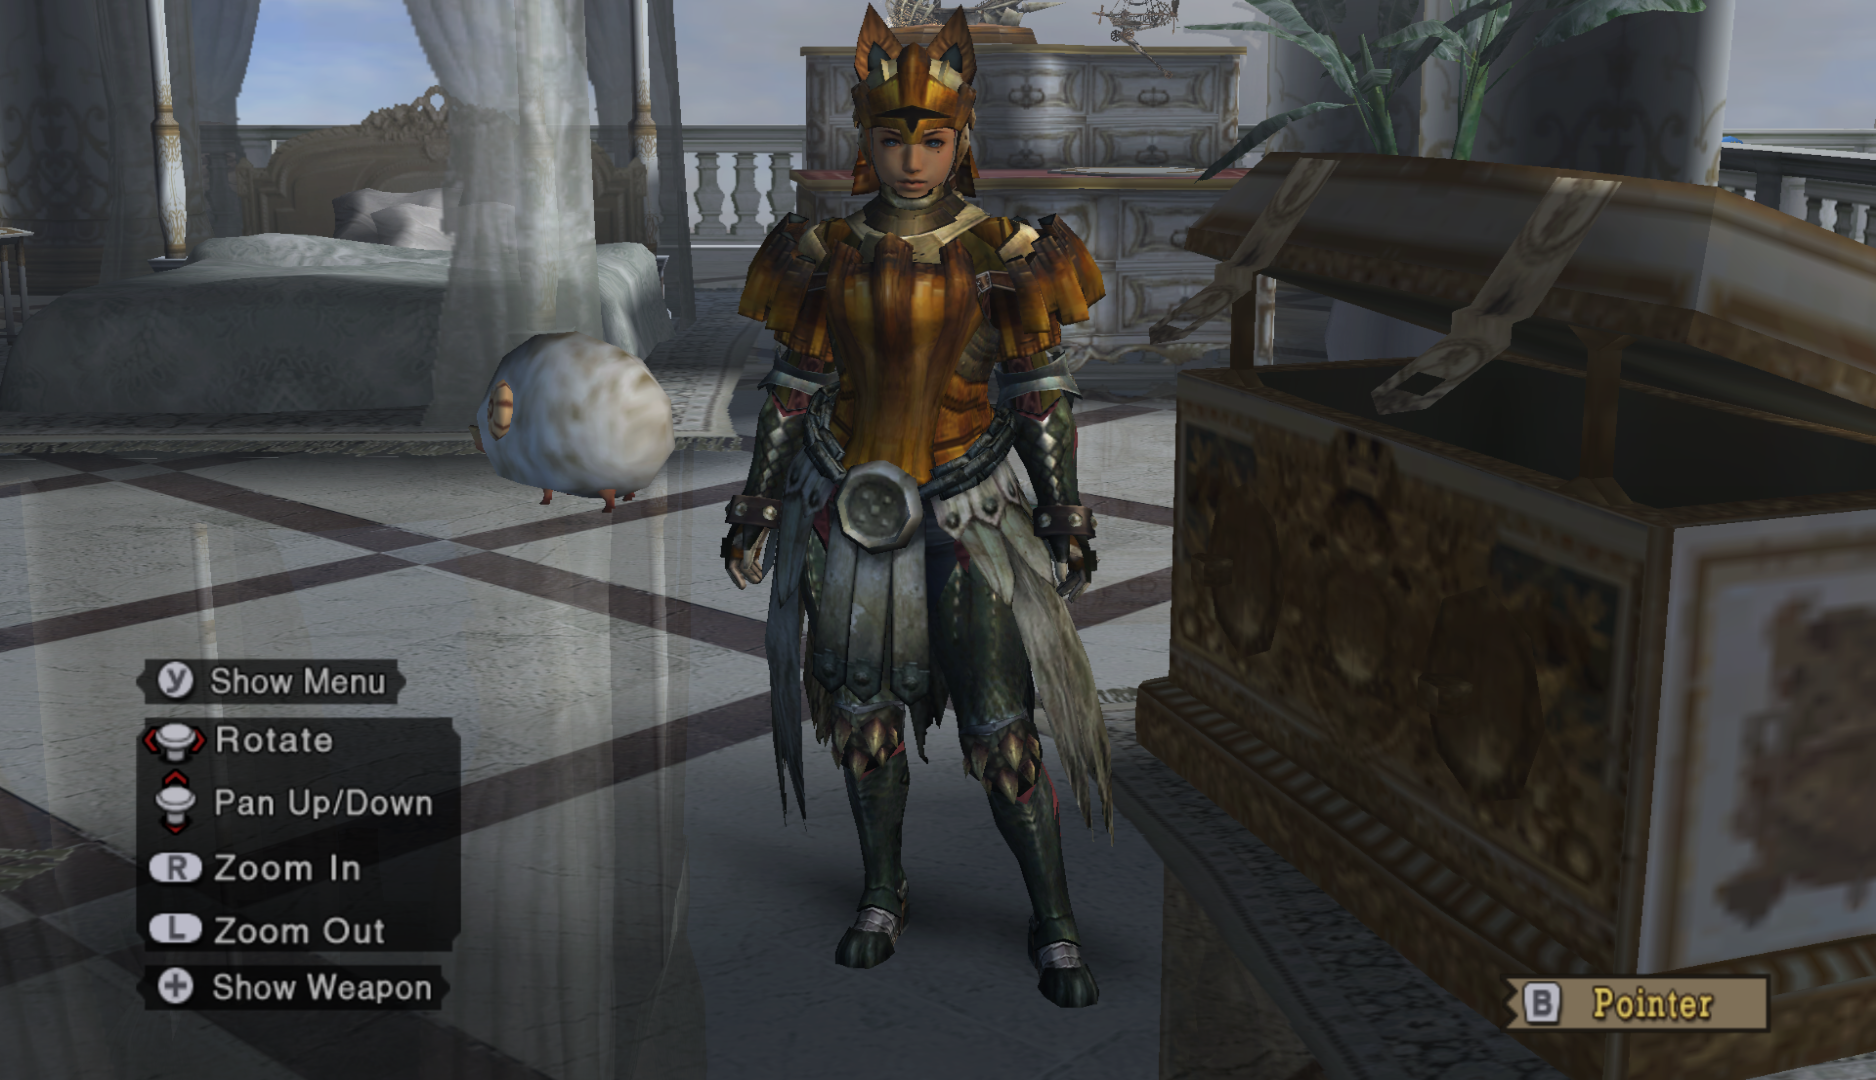 Y Show Menu
Rotate
Pan Up/Down
R Zoom In
L Zoom Out
Show Weapon
B Pointer